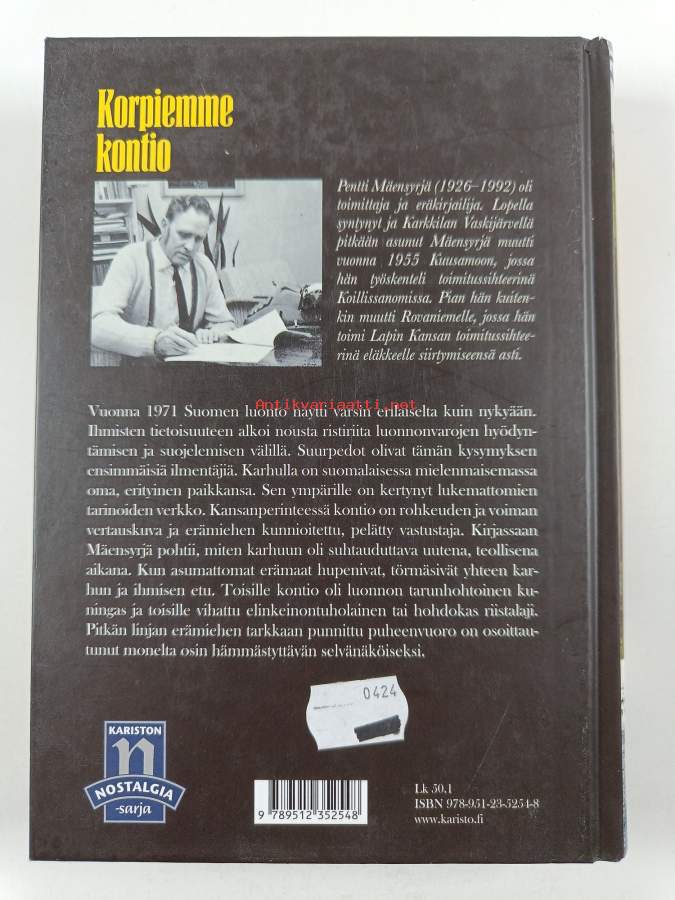 Korpiemme
kontio
Pentti Mäensyrjä (1926–1992) oli
toimittaja ja eräkirjailija. Lopella
syntynyt ja Karkkilan Vaskijärvellä
pitkään asunut Mäensyrjä muutti
vuonna 1955 Kuusamoon, jossa
hän työskenteli toimitussihteerinä
Koillissanomissa. Pian hän kuiten-
kin muutti Rovaniemelle, jossa hän
toimi Lapin Kansan toimitussihtee-
rinä eläkkeelle siirtymiseensä asti.
Antikvariaatti.net
Vuonna 1971 Suomen luonto näytti varsin erilaiselta kuin nykyään.
Ihmisten tietoisuuteen alkoi nousta ristiriita luonnonvarojen hyödyn-
tämisen ja suojelemisen välillä. Suurpedot olivat tämän kysymyksen
ensimmäisiä ilmentäjiä. Karhulla on suomalaisessa mielenmaisemassa
oma, erityinen paikkansa. Sen ympärille on kertynyt lukemattomien
tarinoiden verkko. Kansanperinteessä kontio on rohkeuden ja voiman
vertauskuva ja erämiehen kunnioitettu, pelätty vastustaja. Kirjassaan
Mäensyrjä pohtii, miten karhuun oli suhtauduttava uutena, teollisena
aikana. Kun asumattomat erämaat hupenivat, törmäsivät yhteen kar-
hun ja ihmisen etu. Toisille kontio oli luonnon tarunhohtoinen ku-
ningas ja toisille vihattu elinkeinontuholainen tai hohdokas riistalaji.
Pitkän linjan erämiehen tarkkaan punnittu puheenvuoro on osoittau-
tunut monelta osin hämmästyttävän selvänäköiseksi.
0424
KARISTON
n
NOSTALGIA
-sarja
9 789512 352548
Lk 50.1
ISBN 978-951-23-5254-8
www.karisto.fi